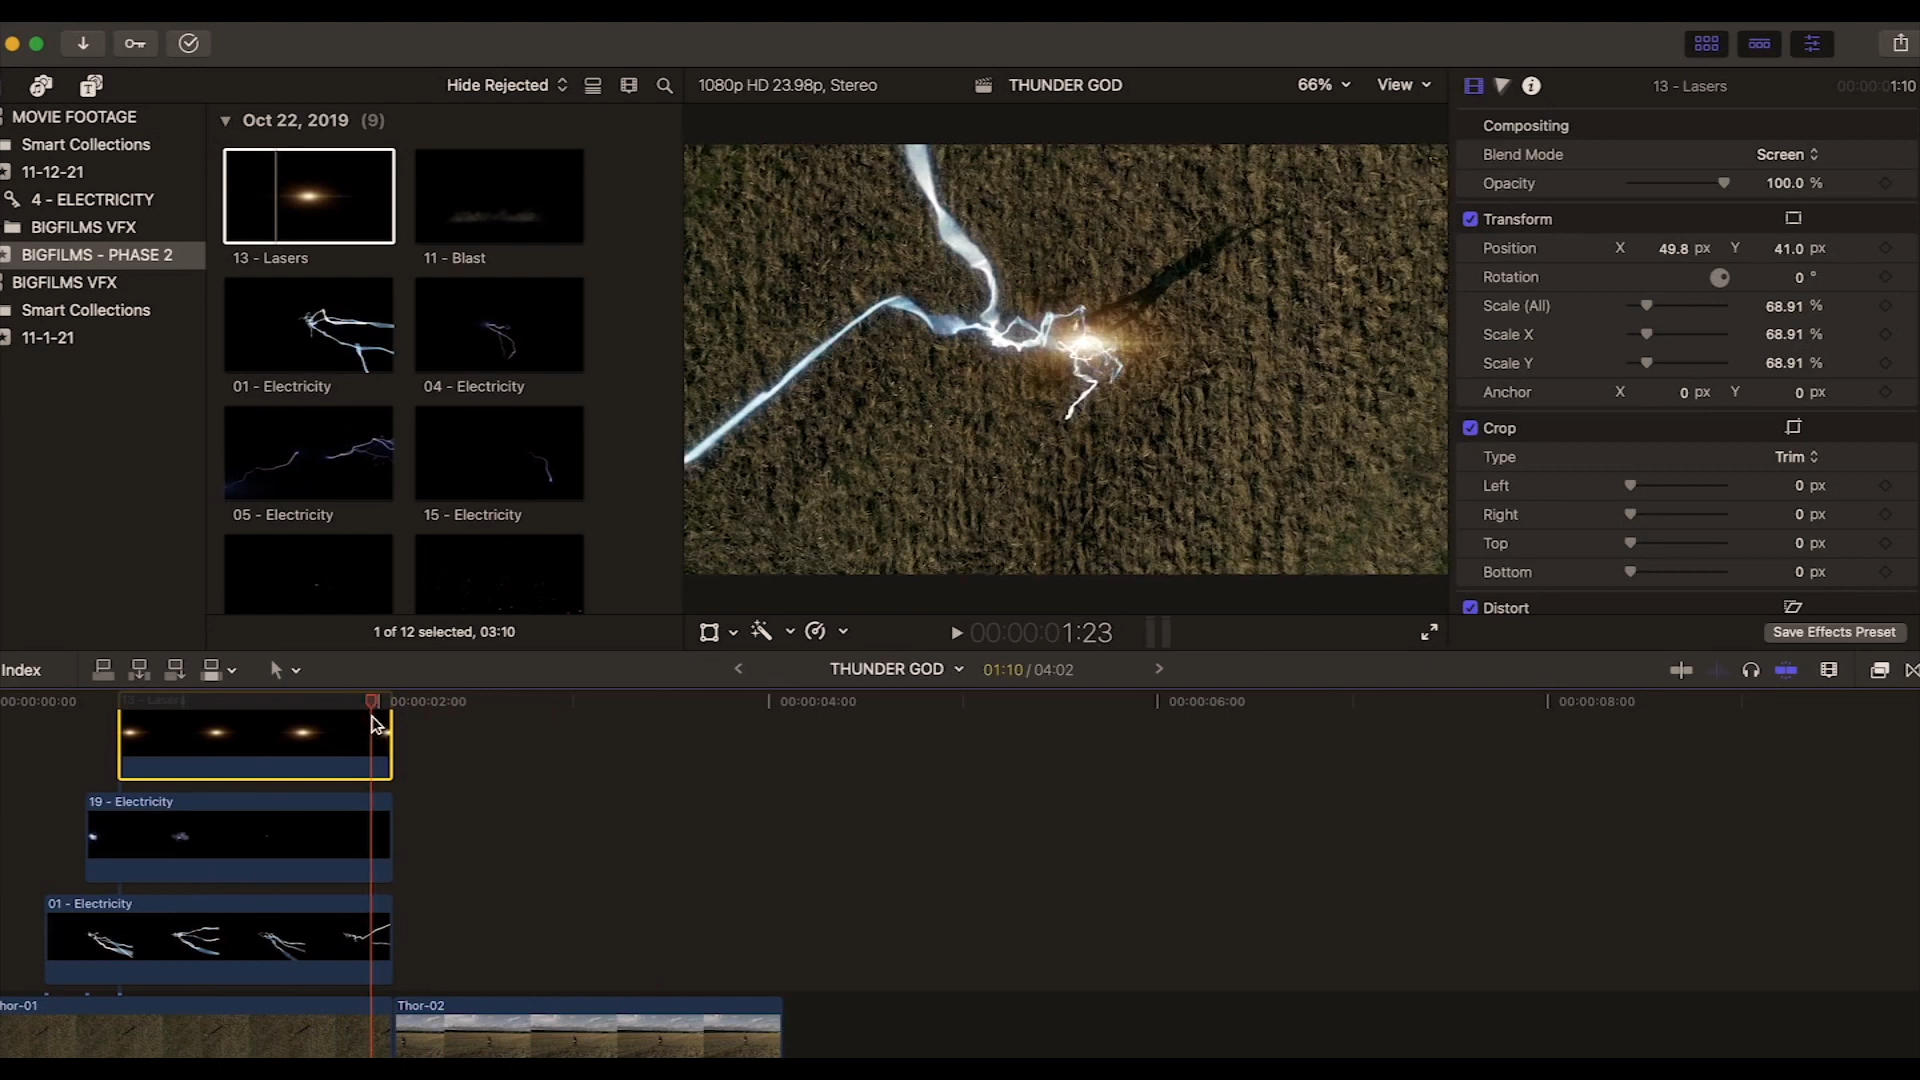 Hide Rejected
1080p HD 23.98p, Stereo
THUNDER GOD
66%
View
13 - Lasers
00:00:01:10
MOVIE FOOTAGE
Smart Collections
11-12-21
4 - ELECTRICITY
BIGFILMS VFX
BIGFILMS - PHASE 2
BIGFILMS VFX
Smart Collections
11-1-21
Oct 22, 2019 (9)
13 - Lasers
11 - Blast
01 - Electricity
04 - Electricity
05 - Electricity
15 - Electricity
1 of 12 selected, 03:10
00:00:01:23
Compositing
Blend Mode Screen
Opacity 100.0 %
Transform
Position X 49.8 px Y 41.0 px
Rotation 0 °
Scale (All) 68.91 %
Scale X 68.91 %
Scale Y 68.91 %
Anchor X 0 px Y 0 px
Crop
Type Trim
Left 0 px
Right 0 px
Top 0 px
Bottom 0 px
Distort
Save Effects Preset
Index
THUNDER GOD
01:10 / 04:02
00:00:00:00
00:00:02:00
00:00:04:00
00:00:06:00
00:00:08:00
13 - Lasers
19 - Electricity
01 - Electricity
hor-01
Thor-02